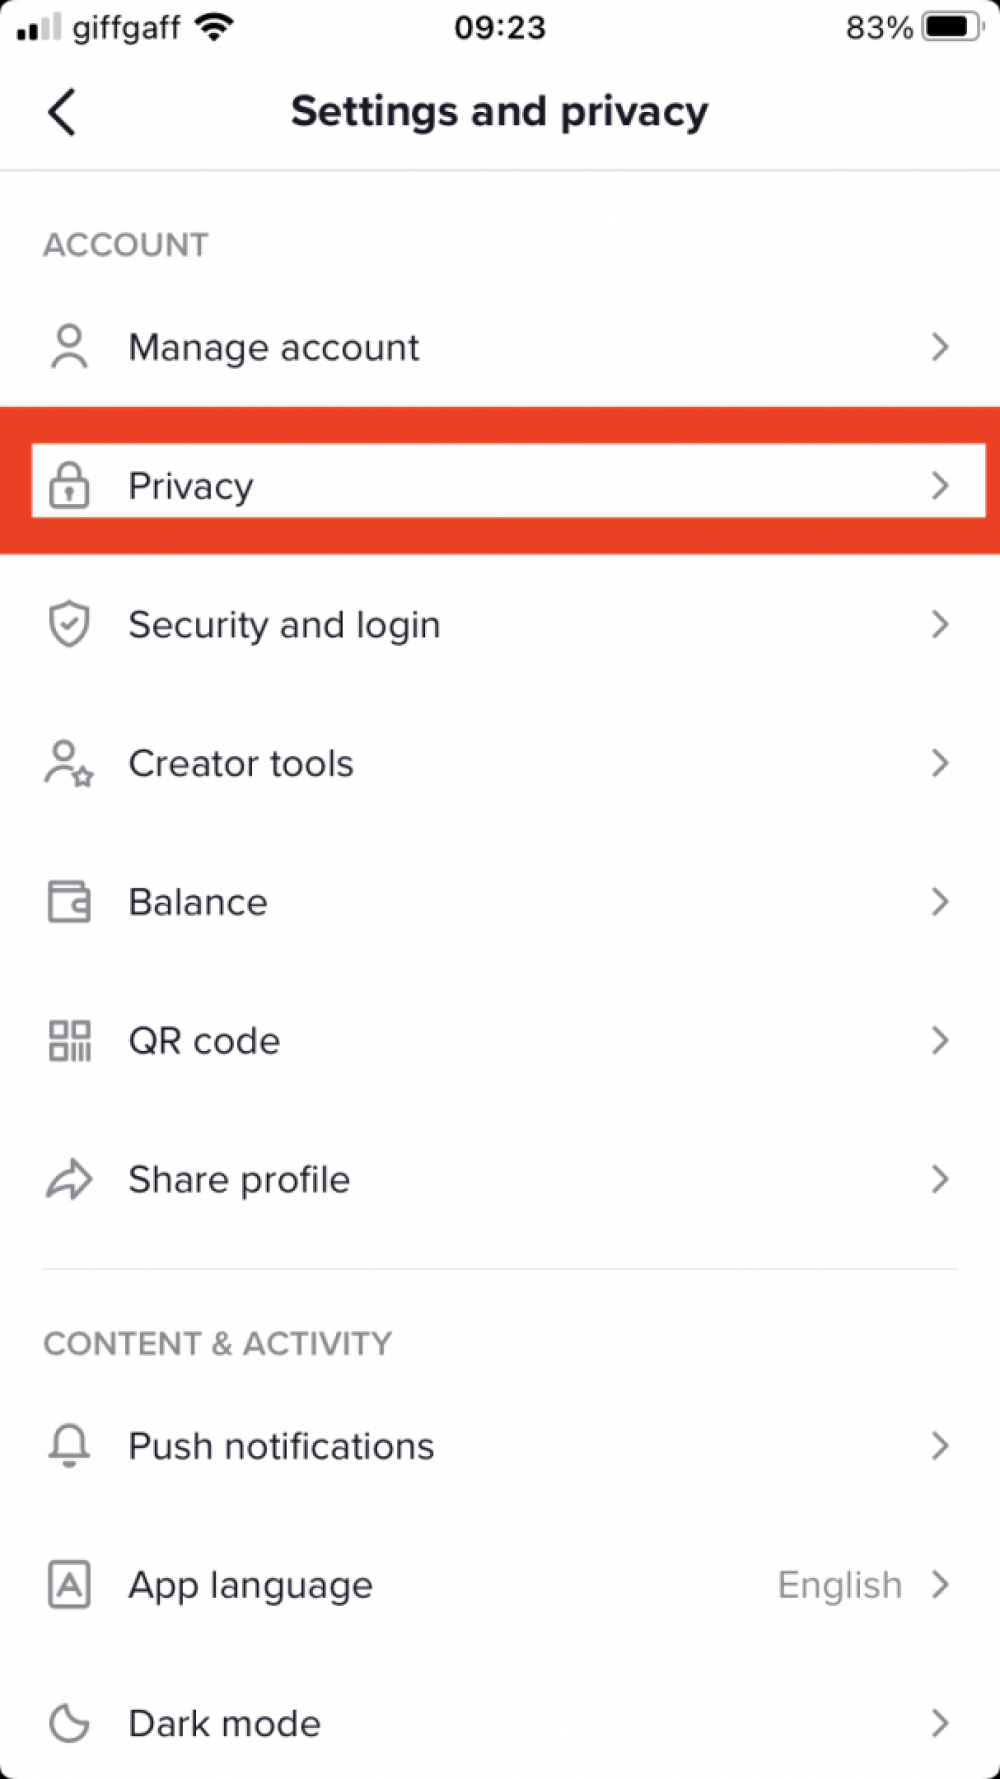 giffgaff 09:23 83%
Settings and privacy
ACCOUNT
Manage account
Privacy
Security and login
Creator tools
Balance
QR code
Share profile
CONTENT & ACTIVITY
Push notifications
A App language English
Dark mode